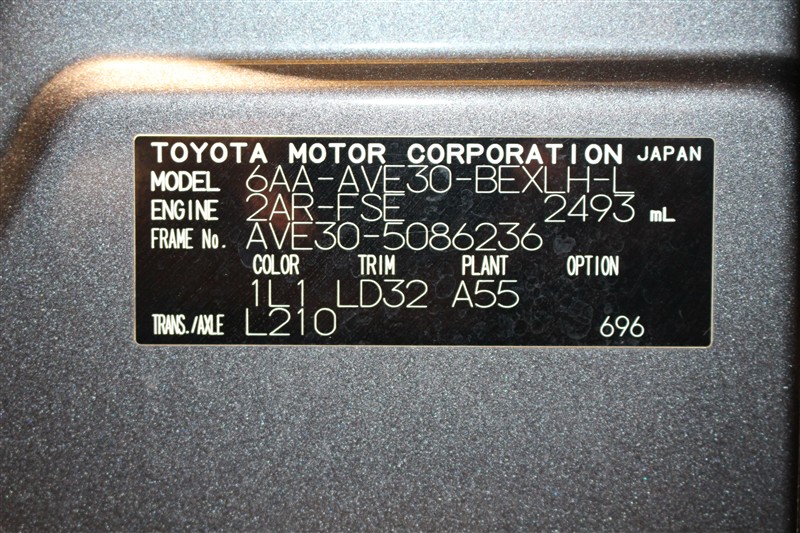 TOYOTA MOTOR CORPORATION JAPAN
MODEL 6AA-AVE30-BEXLH-L
ENGINE 2AR-FSE 2493 mL
FRAME No. AVE30-5086236
COLOR TRIM PLANT OPTION
1L1 LD32 A55
TRANS./AXLE L210 696